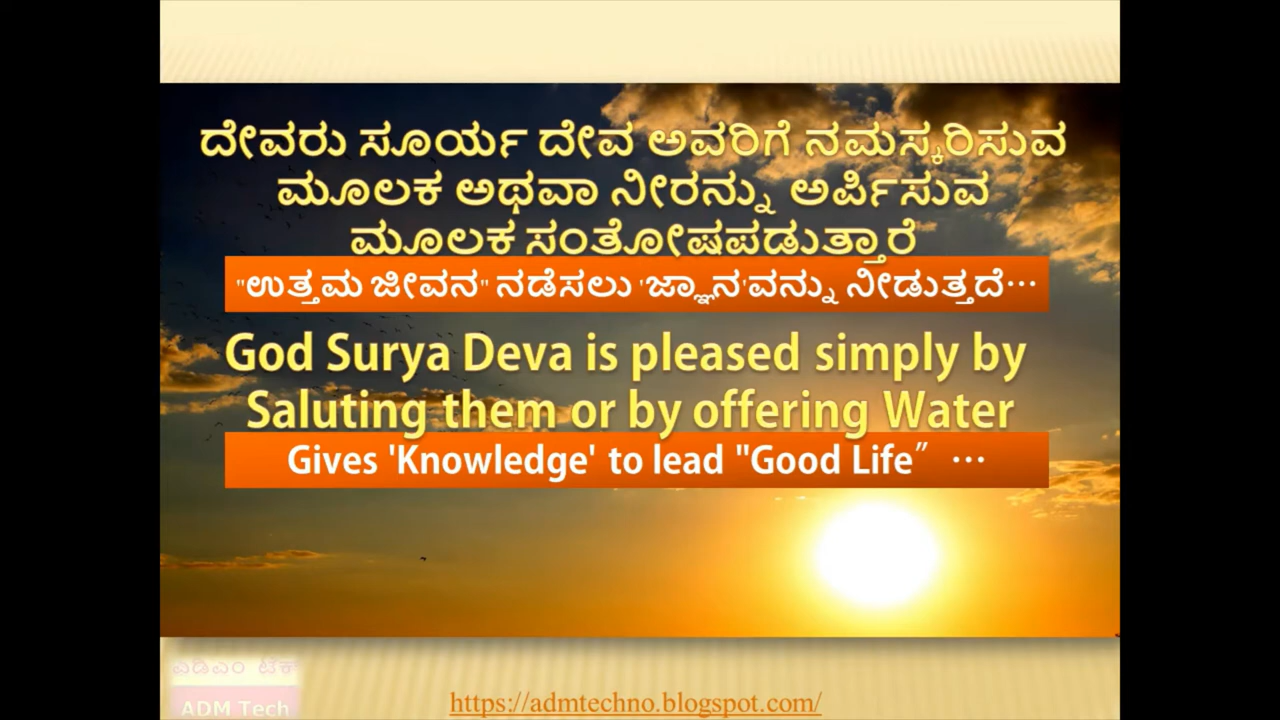 ದೇವರು ಸೂರ್ಯ ದೇವ ಅವರಿಗೆ ನಮಸ್ಕರಿಸುವ
ಮೂಲಕ ಅಥವಾ ನೀರನ್ನು ಅರ್ಪಿಸುವ
ಮೂಲಕ ಸಂತೋಷಪಡುತ್ತಾರೆ
"ಉತ್ತಮ ಜೀವನ" ನಡೆಸಲು 'ಜ್ಞಾನ'ವನ್ನು ನೀಡುತ್ತದೆ…
God Surya Deva is pleased simply by
Saluting them or by offering Water
Gives 'Knowledge' to lead "Good Life” …
ಎಡಿಎಂ ಟೆಕ್
ADM Tech
https://admtechno.blogspot.com/